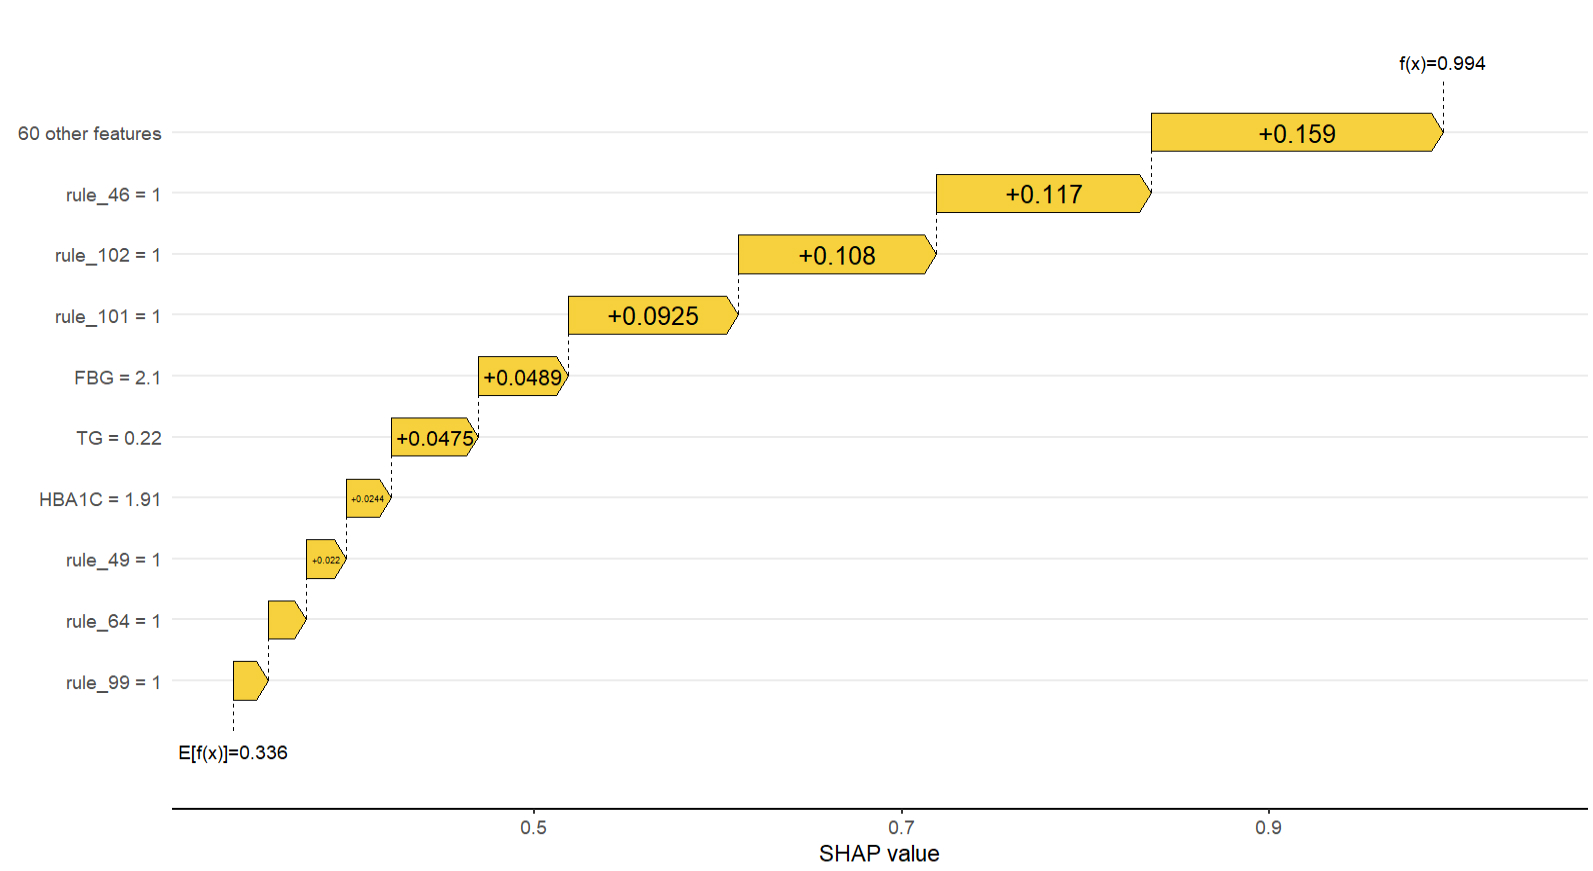 f(x)=0.994
60 other features +0.159
rule_46 = 1 +0.117
rule_102 = 1 +0.108
rule_101 = 1 +0.0925
FBG = 2.1 +0.0489
TG = 0.22 +0.0475
HBA1C = 1.91 +0.0244
rule_49 = 1 +0.022
rule_64 = 1
rule_99 = 1
E[f(x)]=0.336
0.5 0.7 0.9
SHAP value